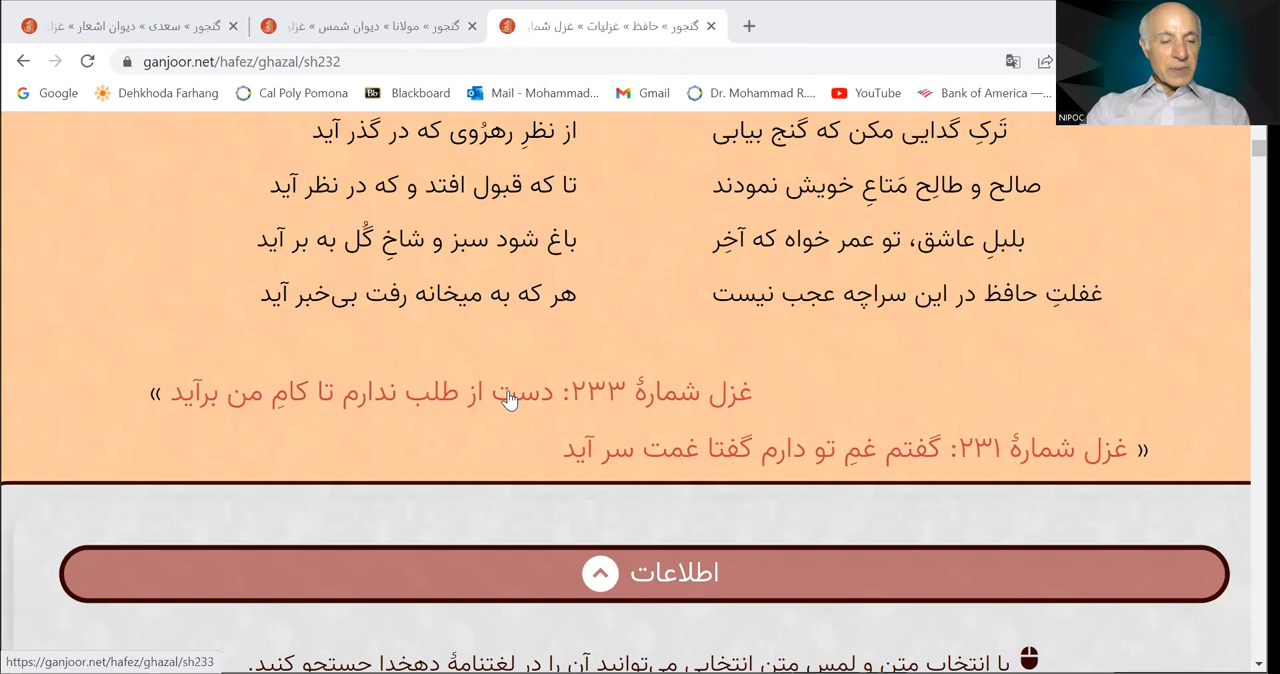 گنجور » سعدی » دیوان اشعار » غزل
گنجور » مولانا » دیوان شمس » غزل
گنجور » حافظ » غزلیات » غزل شمار
ganjoor.net/hafez/ghazal/sh232
Google Dehkhoda Farhang Cal Poly Pomona Bb Blackboard Mail - Mohammad... Gmail Dr. Mohammad R.... YouTube Bank of America —...
NIPOC
تَرکِ گدایی مکن که گنج بیابی از نظرِ رهرُوی که در گذر آید
صالح و طالِح مَتاعِ خویش نمودند تا که قبول افتد و که در نظر آید
بلبلِ عاشق، تو عمر خواه که آخِر باغ شود سبز و شاخِ گُل به بر آید
غفلتِ حافظ در این سراچه عجب نیست هر که به میخانه رفت بی‌خبر آید
غزل شمارهٔ ۲۳۳: دست از طلب ندارم تا کامِ من برآید »
« غزل شمارهٔ ۲۳۱: گفتم غمِ تو دارم گفتا غمت سر آید
اطلاعات
با انتخاب متن و لمس متن انتخابی می‌توانید آن را در لغتنامهٔ دهخدا جستجو کنید.
https://ganjoor.net/hafez/ghazal/sh233